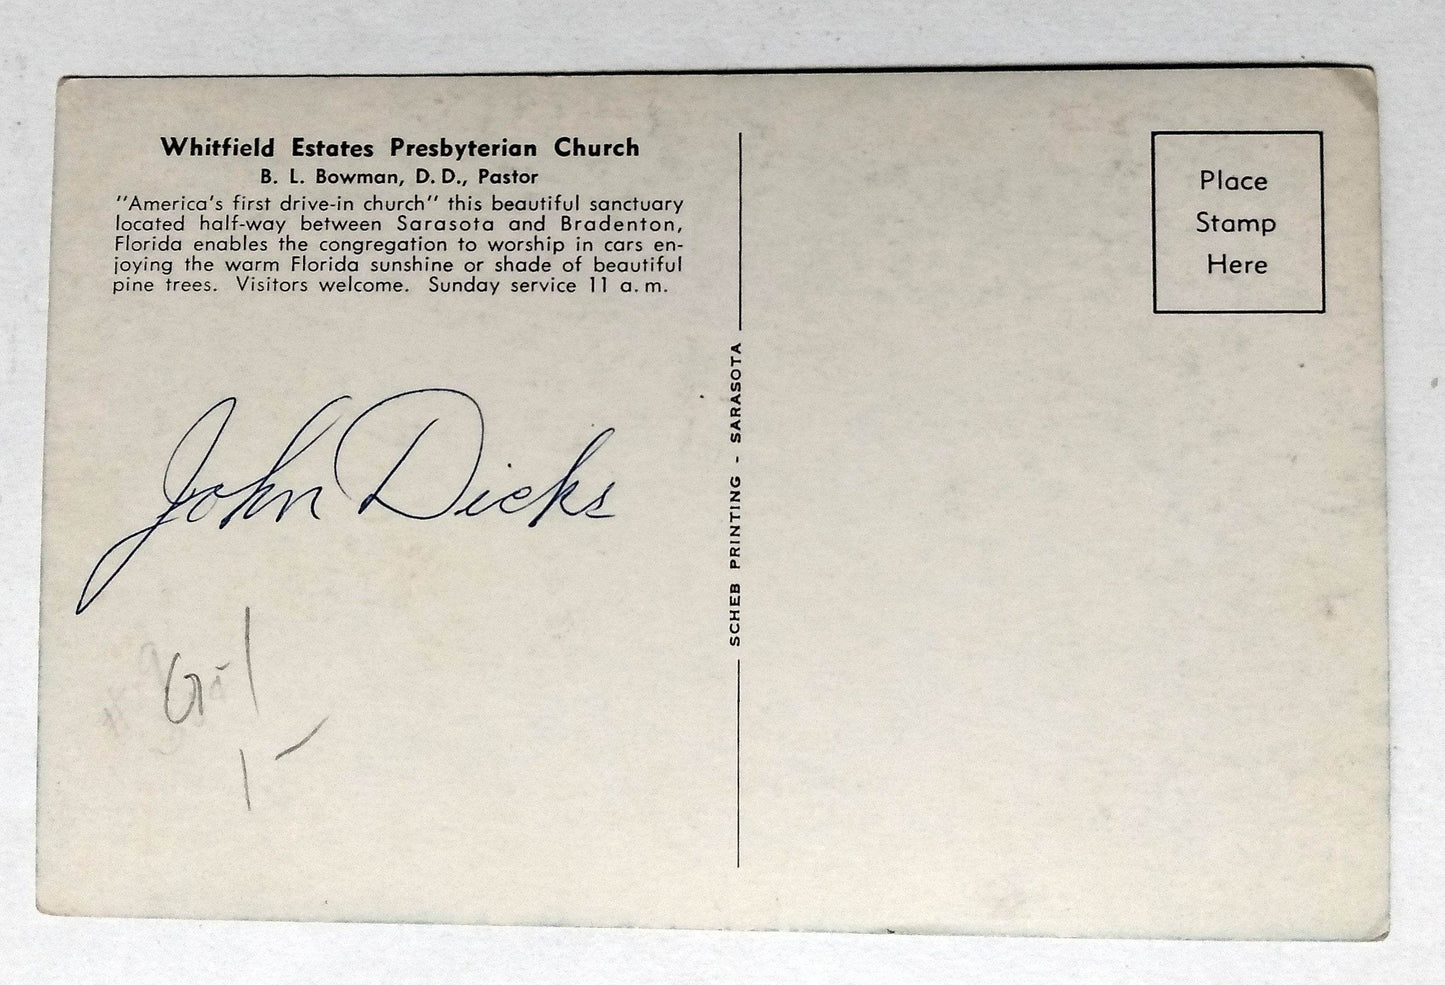 Whitfield Estates Presbyterian Church
B. L. Bowman, D. D., Pastor
"America's first drive-in church" this beautiful sanctuary
located half-way between Sarasota and Bradenton,
Florida enables the congregation to worship in cars en-
joying the warm Florida sunshine or shade of beautiful
pine trees. Visitors welcome. Sunday service 11 a. m.
John Dicks
SCHEB PRINTING - SARASOTA
Place
Stamp
Here